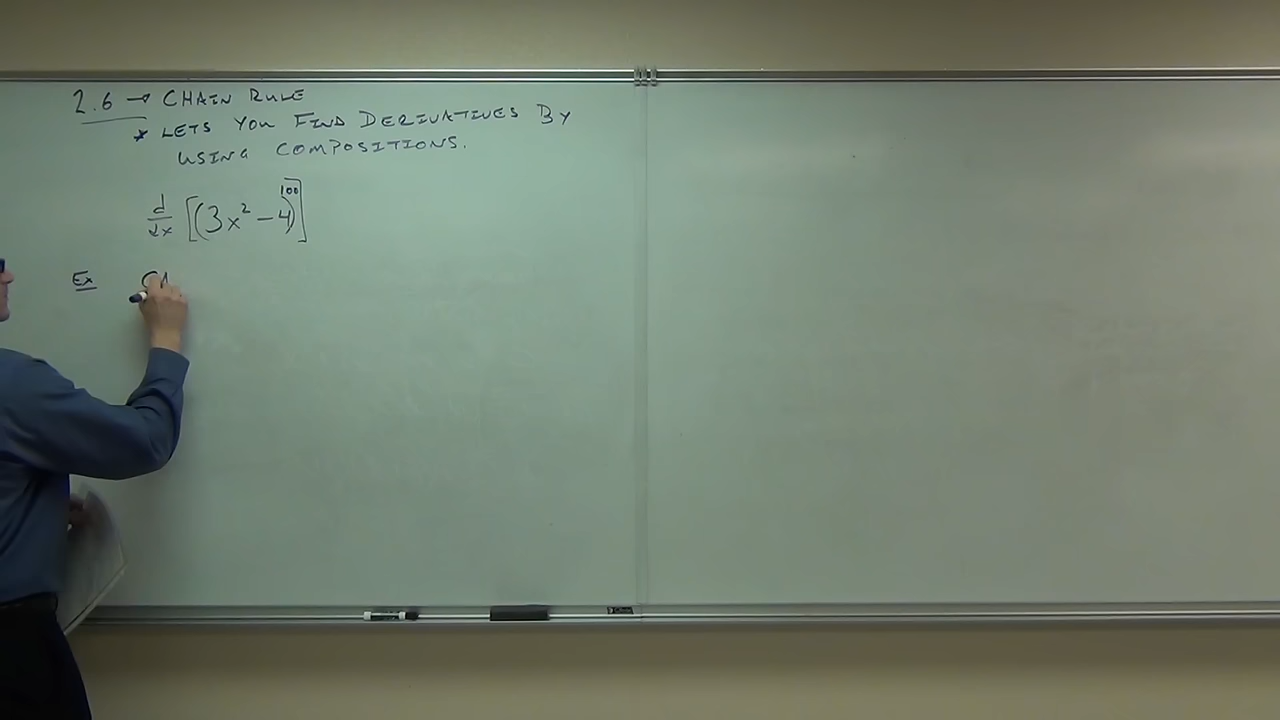 2.6 → CHAIN RULE
* LETS YOU FIND DERIVATIVES BY
USING COMPOSITIONS.
d/dx [(3x² - 4)¹⁰⁰]
Ex